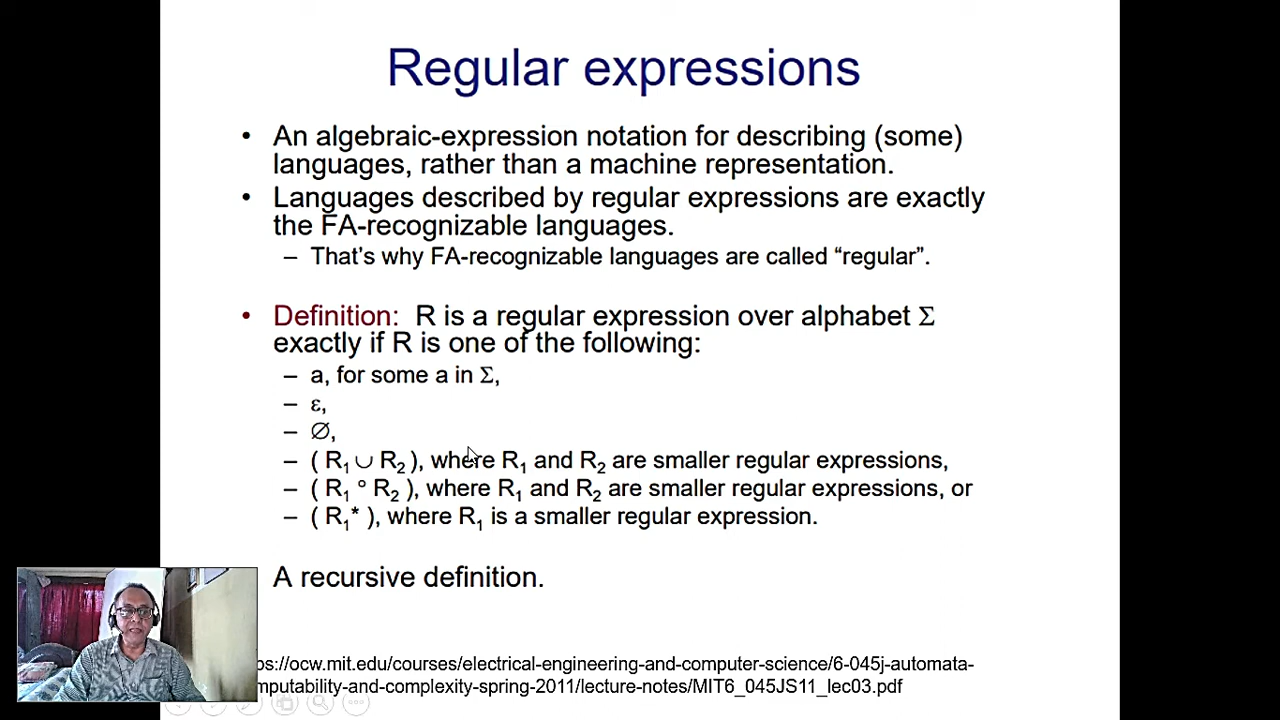 Regular expressions
• An algebraic-expression notation for describing (some)
languages, rather than a machine representation.
• Languages described by regular expressions are exactly
the FA-recognizable languages.
– That's why FA-recognizable languages are called “regular”.
• Definition: R is a regular expression over alphabet Σ
exactly if R is one of the following:
– a, for some a in Σ,
– ε,
– ∅,
– ( R₁ ∪ R₂ ), where R₁ and R₂ are smaller regular expressions,
– ( R₁ ° R₂ ), where R₁ and R₂ are smaller regular expressions, or
– ( R₁* ), where R₁ is a smaller regular expression.
A recursive definition.
ps://ocw.mit.edu/courses/electrical-engineering-and-computer-science/6-045j-automata-
mputability-and-complexity-spring-2011/lecture-notes/MIT6_045JS11_lec03.pdf